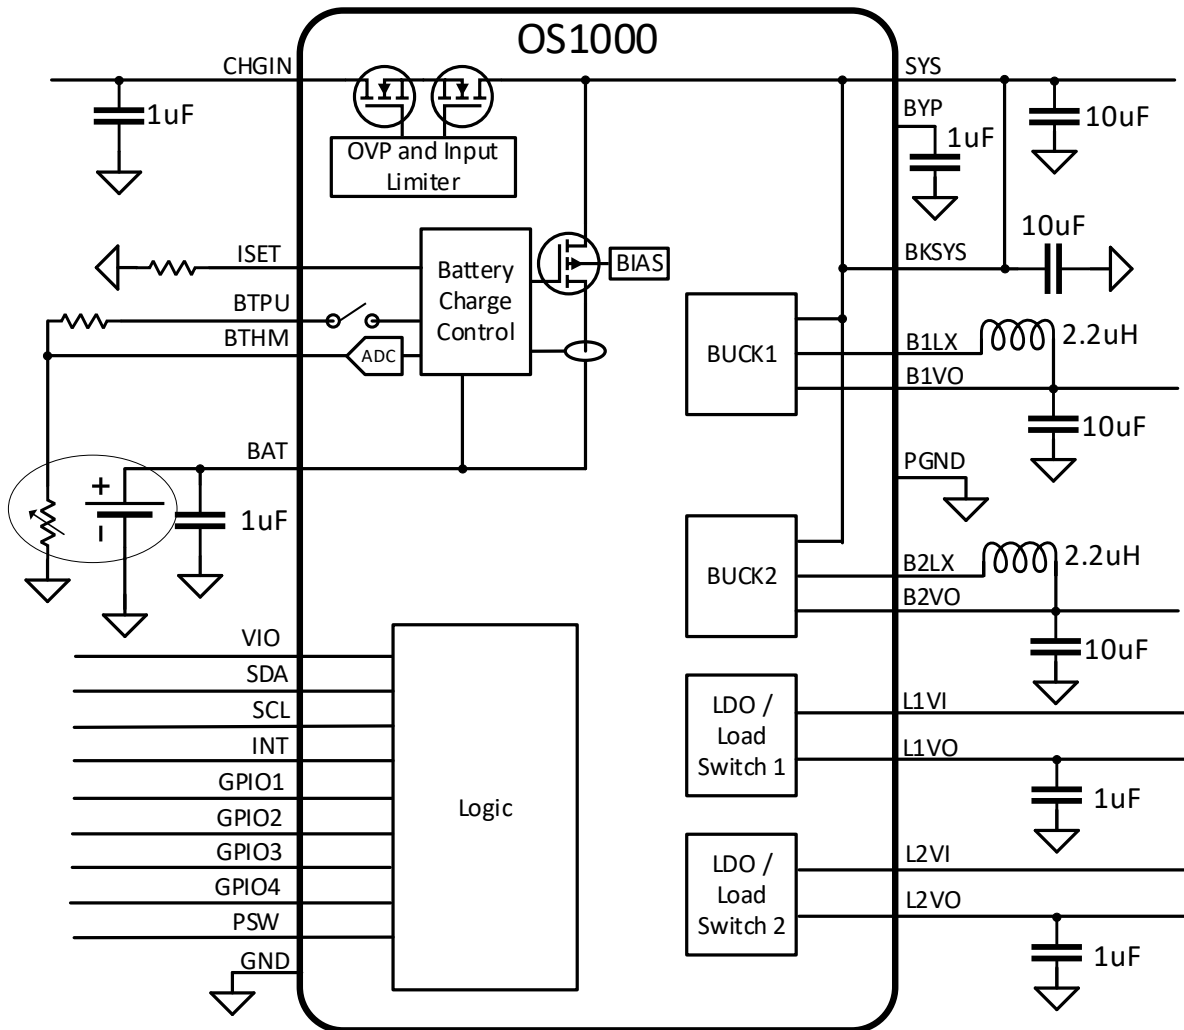 OS1000
CHGIN
SYS
1uF
BYP
1uF
10uF
OVP and Input
Limiter
10uF
ISET
Battery
Charge
Control
BIAS
BKSYS
BTPU
BTHM
ADC
BUCK1
B1LX
2.2uH
B1VO
10uF
BAT
PGND
+
-
1uF
BUCK2
B2LX
2.2uH
B2VO
10uF
VIO
SDA
SCL
INT
GPIO1
GPIO2
GPIO3
GPIO4
PSW
GND
Logic
LDO /
Load
Switch 1
L1VI
L1VO
1uF
LDO /
Load
Switch 2
L2VI
L2VO
1uF